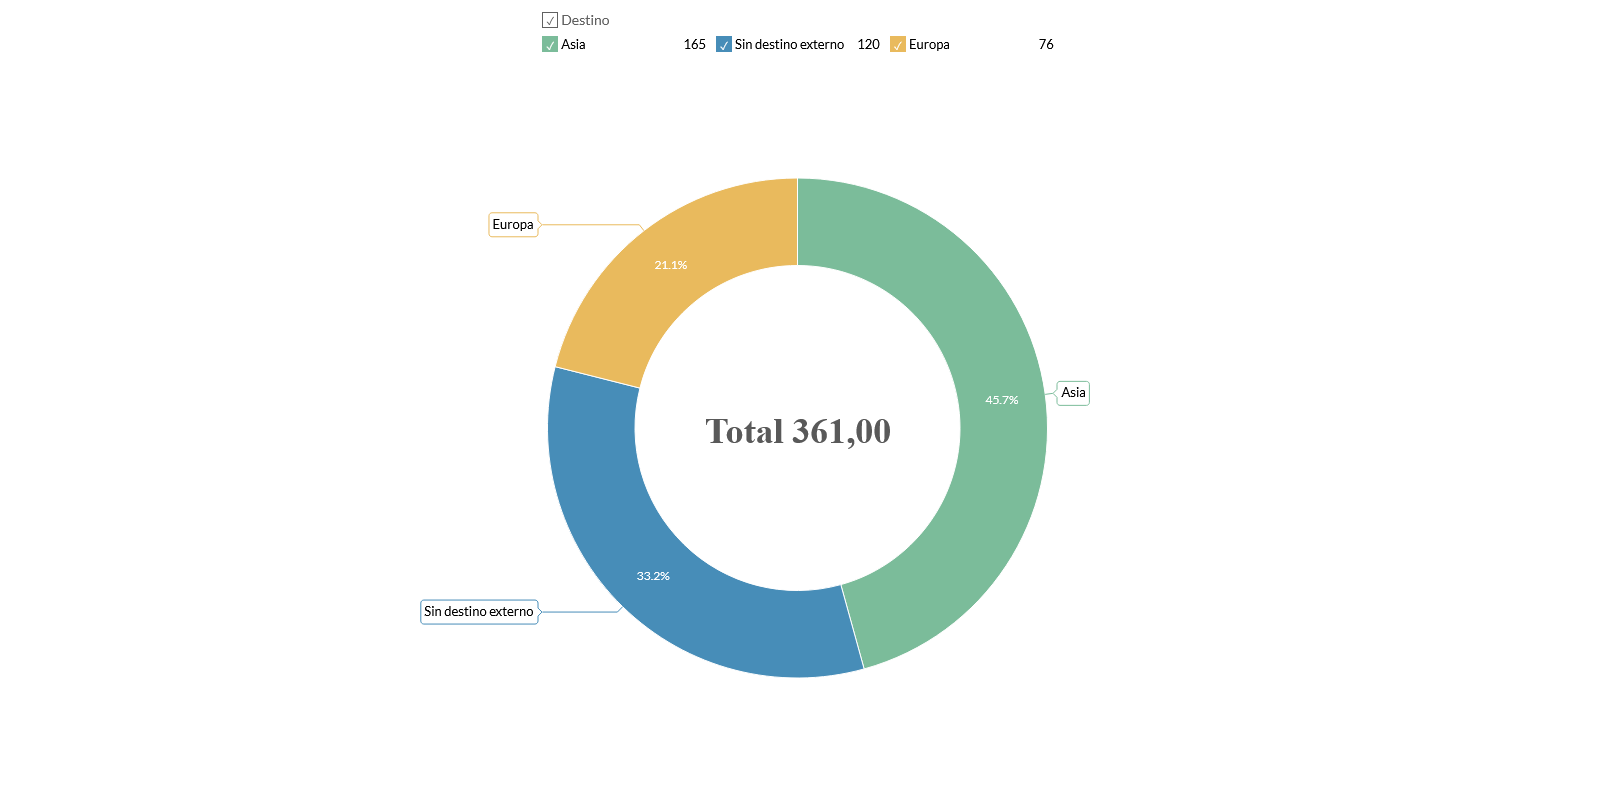 Destino
Asia 165 Sin destino externo 120 Europa 76
Europa
21.1%
Asia
45.7%
Total 361,00
33.2%
Sin destino externo